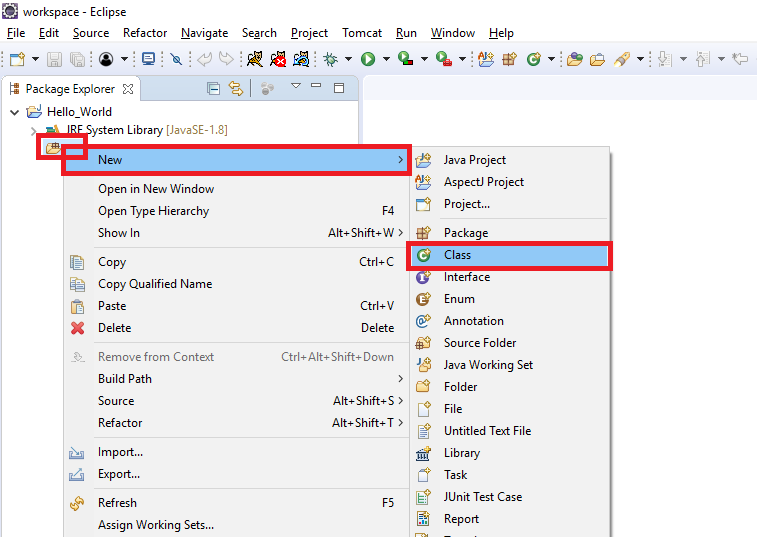 workspace - Eclipse
File Edit Source Refactor Navigate Search Project Tomcat Run Window Help
Package Explorer
Hello_World
JRE System Library [JavaSE-1.8]
New
Open in New Window
Open Type Hierarchy F4
Show In Alt+Shift+W
Copy Ctrl+C
Copy Qualified Name
Paste Ctrl+V
Delete Delete
Remove from Context Ctrl+Alt+Shift+Down
Build Path
Source Alt+Shift+S
Refactor Alt+Shift+T
Import...
Export...
Refresh F5
Assign Working Sets...
Java Project
AspectJ Project
Project...
Package
Class
Interface
Enum
Annotation
Source Folder
Java Working Set
Folder
File
Untitled Text File
Library
Task
JUnit Test Case
Report